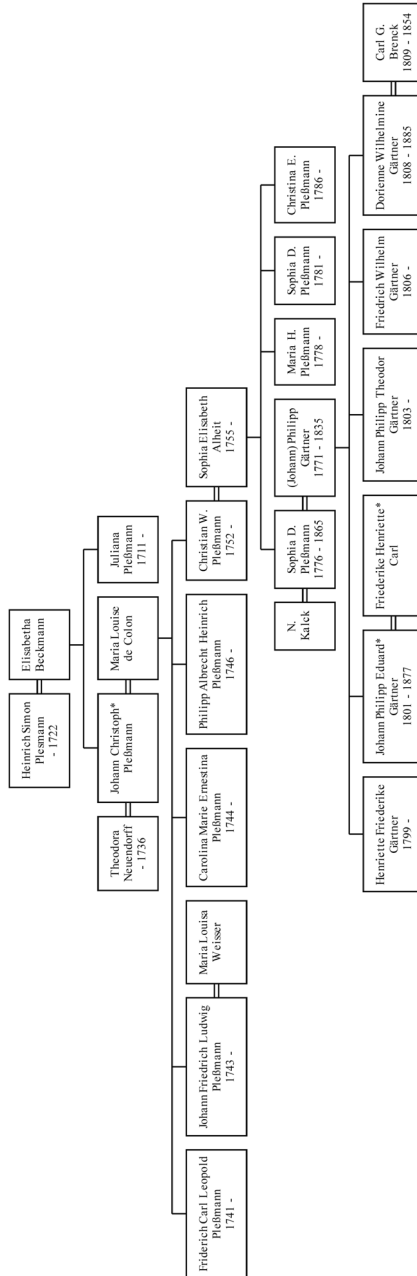 Heinrich Simon
Plesmann
- 1722
Elisabetha
Beckmann
Theodora
Neuendorff
- 1736
Johann Christoph*
Pleßmann
Maria Louise
de Colon
Juliana
Pleßmann
1711 -
Friderich Carl Leopold
Pleßmann
1741 -
Johann Friedrich Ludwig
Pleßmann
1743 -
Maria Louisa
Weisser
Carolina Marie Ernestina
Pleßmann
1744 -
Philipp Albrecht Heinrich
Pleßmann
1746 -
Christian W.
Pleßmann
1752 -
Sophia Elisabeth
Alheit
1755 -
N.
Kalck
Sophia D.
Pleßmann
1776 - 1865
(Johann) Philipp
Gärtner
1771 - 1835
Maria H.
Pleßmann
1778 -
Sophia D.
Pleßmann
1781 -
Christina E.
Pleßmann
1786 -
Henriette Friederike
Gärtner
1799 -
Johann Philipp Eduard*
Gärtner
1801 - 1877
Friederike Henriette*
Carl
Johann Philipp Theodor
Gärtner
1803 -
Friedrich Wilhelm
Gärtner
1806 -
Dorienne Wilhelmine
Gärtner
1808 - 1885
Carl G.
Brenck
1809 - 1854